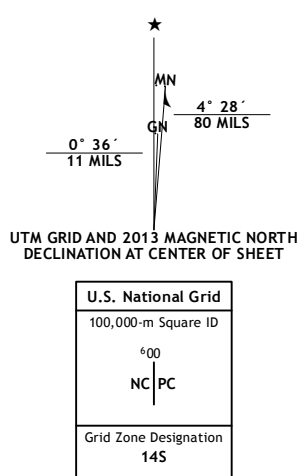 ★
MN
4° 28´
80 MILS
GN
0° 36´
11 MILS
UTM GRID AND 2013 MAGNETIC NORTH
DECLINATION AT CENTER OF SHEET
U.S. National Grid
100,000-m Square ID
⁶00
NC PC
Grid Zone Designation
14S